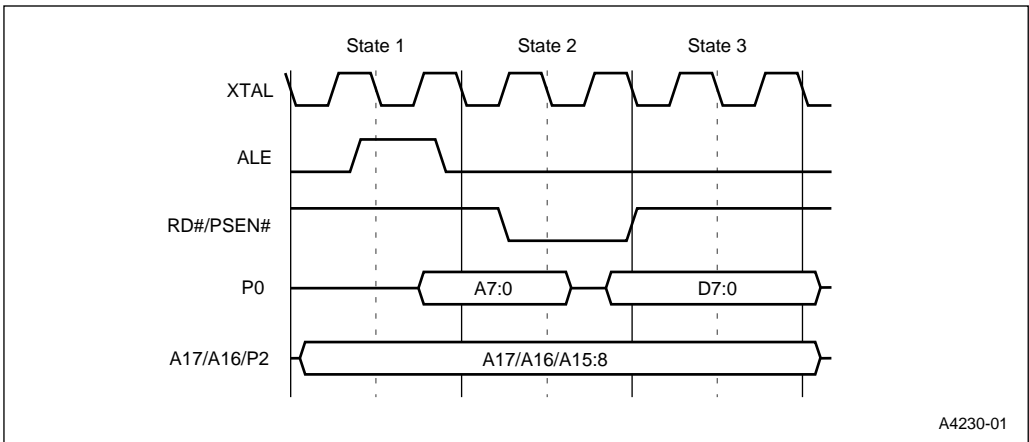 State 1 State 2 State 3
XTAL
ALE
RD#/PSEN#
P0 A7:0 D7:0
A17/A16/P2 A17/A16/A15:8
A4230-01